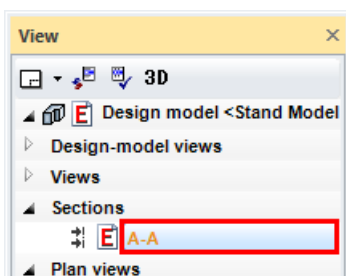 View
3D
E Design model <Stand Model
Design-model views
Views
Sections
E A-A
Plan views